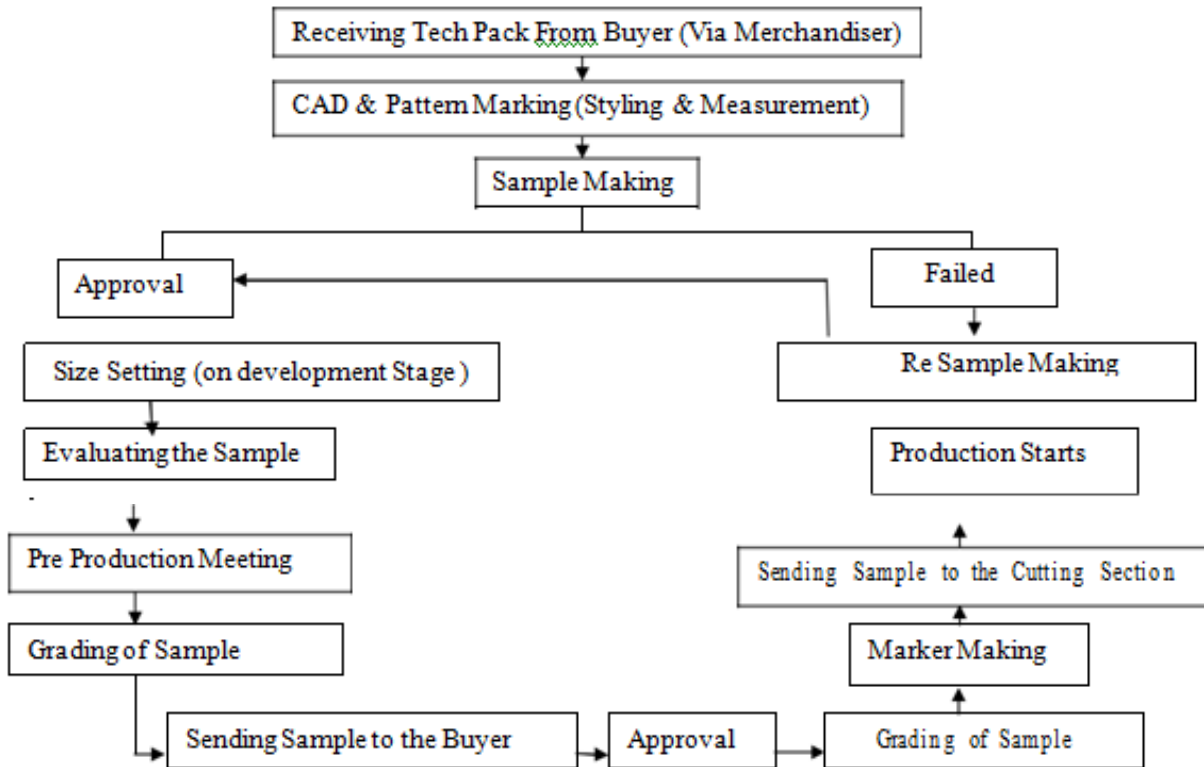 Receiving Tech Pack From Buyer (Via Merchandiser)
CAD & Pattern Marking (Styling & Measurement)
Sample Making
Approval
Failed
Size Setting (on development Stage )
Re Sample Making
Evaluating the Sample
Production Starts
Pre Production Meeting
Sending Sample to the Cutting Section
Grading of Sample
Marker Making
Sending Sample to the Buyer
Approval
Grading of Sample